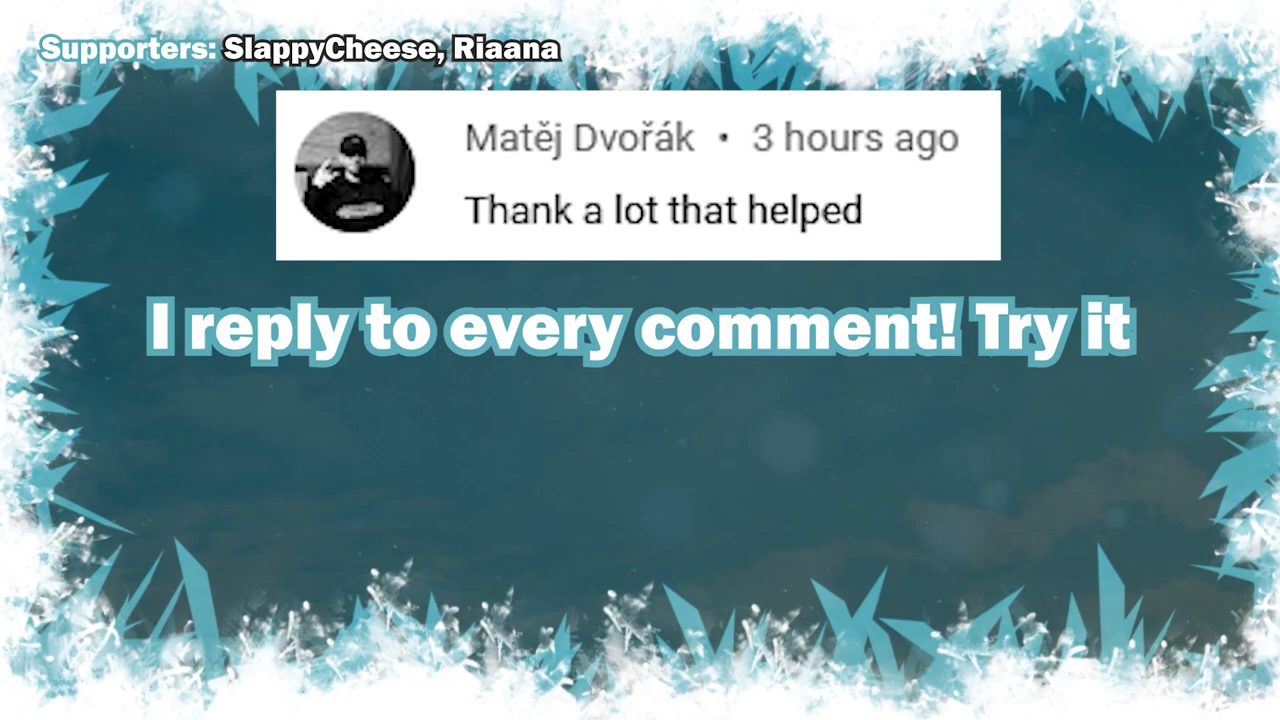 Supporters: SlappyCheese, Riaana
Matěj Dvořák • 3 hours ago
Thank a lot that helped
I reply to every comment! Try it